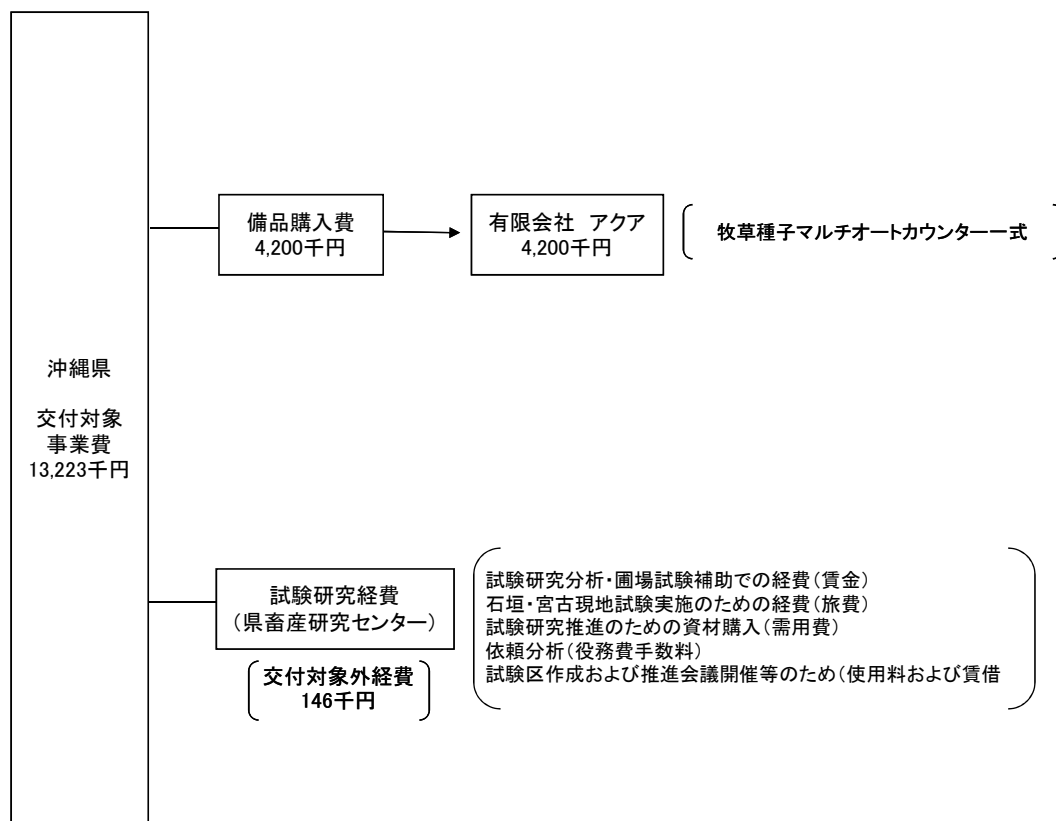 沖縄県
交付対象
事業費
13,223千円
備品購入費
4,200千円
有限会社 アクア
4,200千円
牧草種子マルチオートカウンター一式
試験研究経費
（県畜産研究センター）
交付対象外経費
146千円
試験研究分析・圃場試験補助での経費（賃金）
石垣・宮古現地試験実施のための経費（旅費）
試験研究推進のための資材購入（需用費）
依頼分析（役務費手数料）
試験区作成および推進会議開催等のため（使用料および賃借